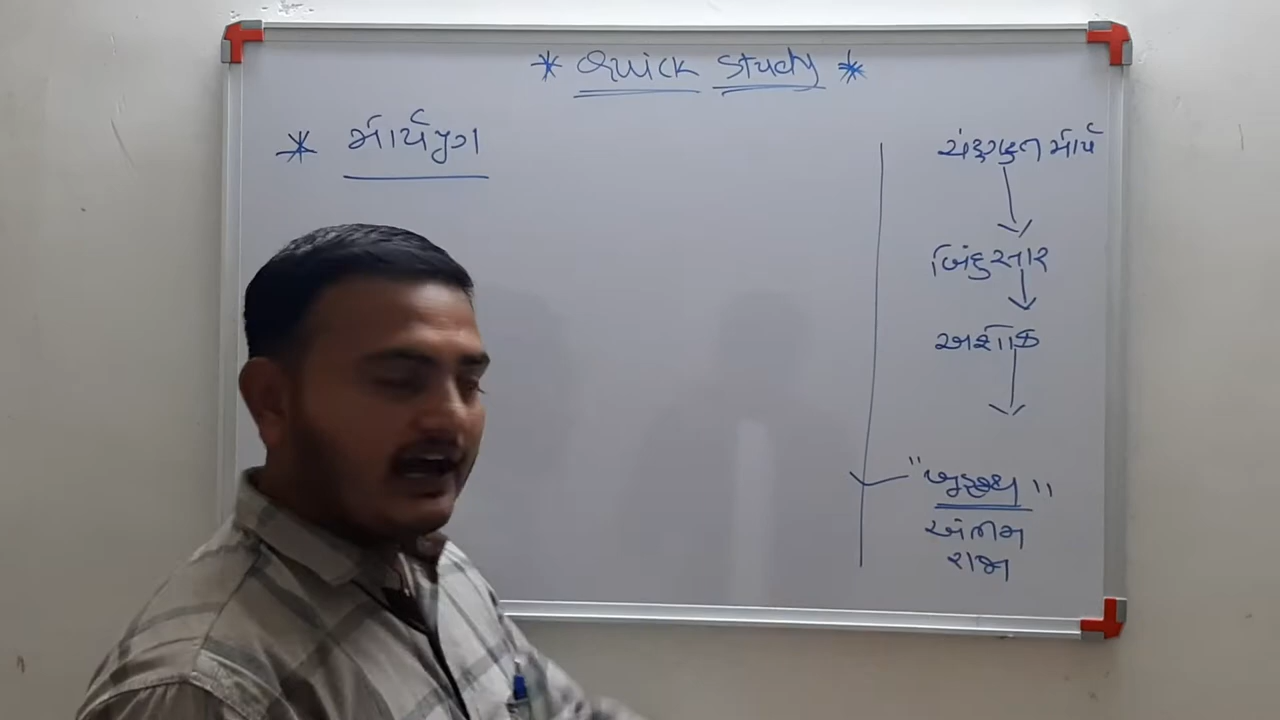 * Quick Study *
* મૌર્યયુગ
ચંદ્રગુપ્ત મૌર્ય
બિંદુસાર
અશોક
"બૃહદ્રથ"
અંતિમ
રાજા